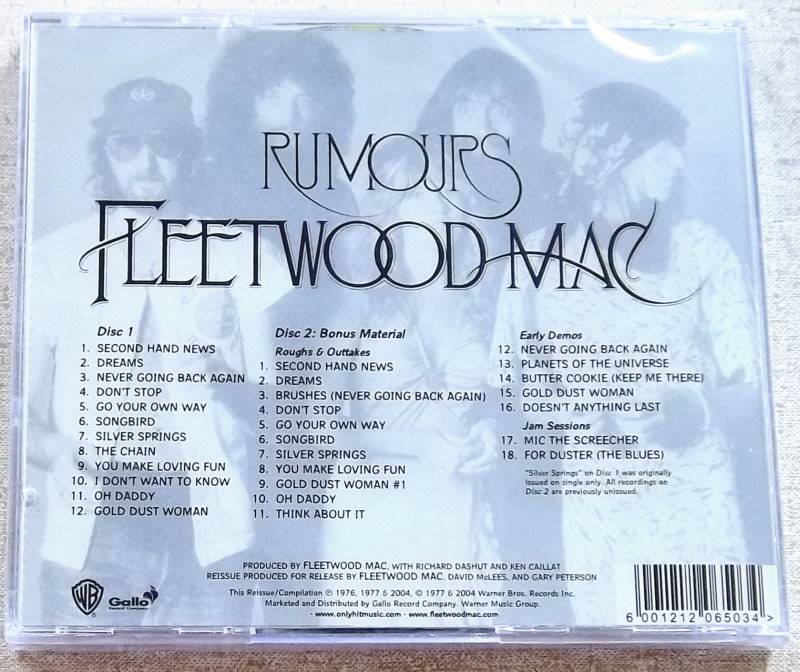 RUMOURS
FLEETWOOD MAC
Disc 1
1. SECOND HAND NEWS
2. DREAMS
3. NEVER GOING BACK AGAIN
4. DON'T STOP
5. GO YOUR OWN WAY
6. SONGBIRD
7. SILVER SPRINGS
8. THE CHAIN
9. YOU MAKE LOVING FUN
10. I DON'T WANT TO KNOW
11. OH DADDY
12. GOLD DUST WOMAN
Disc 2: Bonus Material
Roughs & Outtakes
1. SECOND HAND NEWS
2. DREAMS
3. BRUSHES (NEVER GOING BACK AGAIN)
4. DON'T STOP
5. GO YOUR OWN WAY
6. SONGBIRD
7. SILVER SPRINGS
8. YOU MAKE LOVING FUN
9. GOLD DUST WOMAN #1
10. OH DADDY
11. THINK ABOUT IT
Early Demos
12. NEVER GOING BACK AGAIN
13. PLANETS OF THE UNIVERSE
14. BUTTER COOKIE (KEEP ME THERE)
15. GOLD DUST WOMAN
16. DOESN'T ANYTHING LAST
Jam Sessions
17. MIC THE SCREECHER
18. FOR DUSTER (THE BLUES)
"Silver Springs" on Disc 1 was originally
issued on single only. All recordings on
Disc 2 are previously unissued.
PRODUCED BY FLEETWOOD MAC, WITH RICHARD DASHUT AND KEN CAILLAT
REISSUE PRODUCED FOR RELEASE BY FLEETWOOD MAC, DAVID McLEES, AND GARY PETERSON
This Reissue/Compilation ℗ 1976, 1977 & 2004, © 1977 & 2004 Warner Bros. Records Inc.
Marketed and Distributed by Gallo Record Company. Warner Music Group.
· www.onlyhitmusic.com · www.fleetwoodmac.com
WB
Gallo
Record Company
6 001212 065034 >